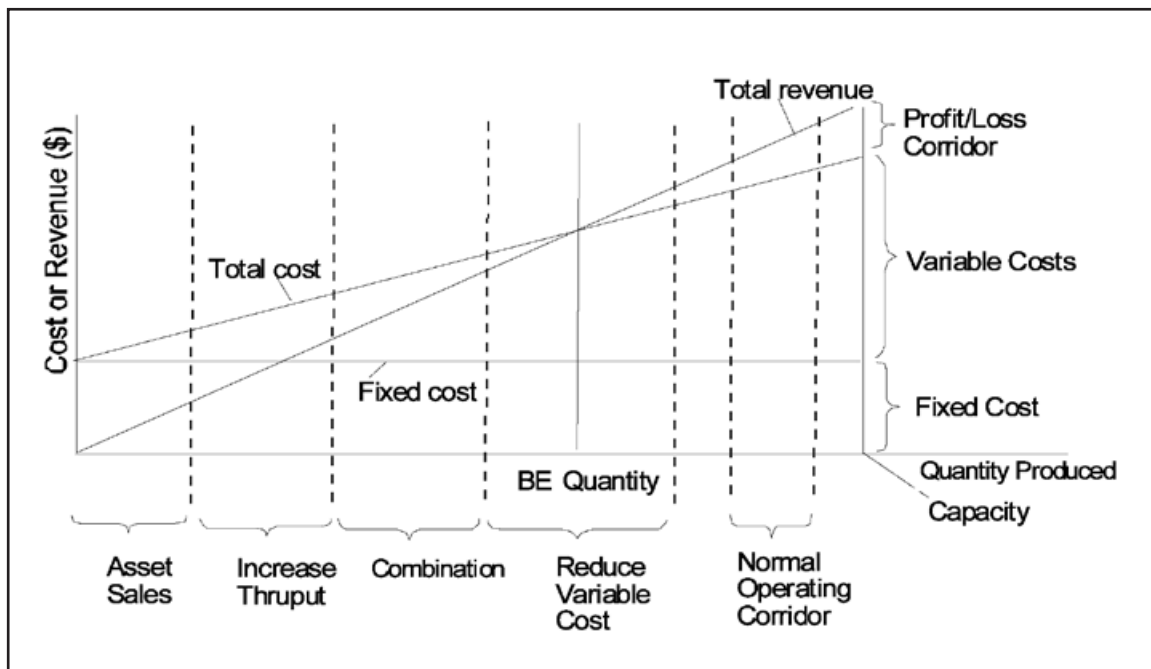 Total revenue
Profit/Loss
Corridor
Cost or Revenue ($)
Total cost
Variable Costs
Fixed cost
Fixed Cost
BE Quantity
Quantity Produced
Capacity
Asset
Sales
Increase
Thruput
Combination
Reduce
Variable
Cost
Normal
Operating
Corridor